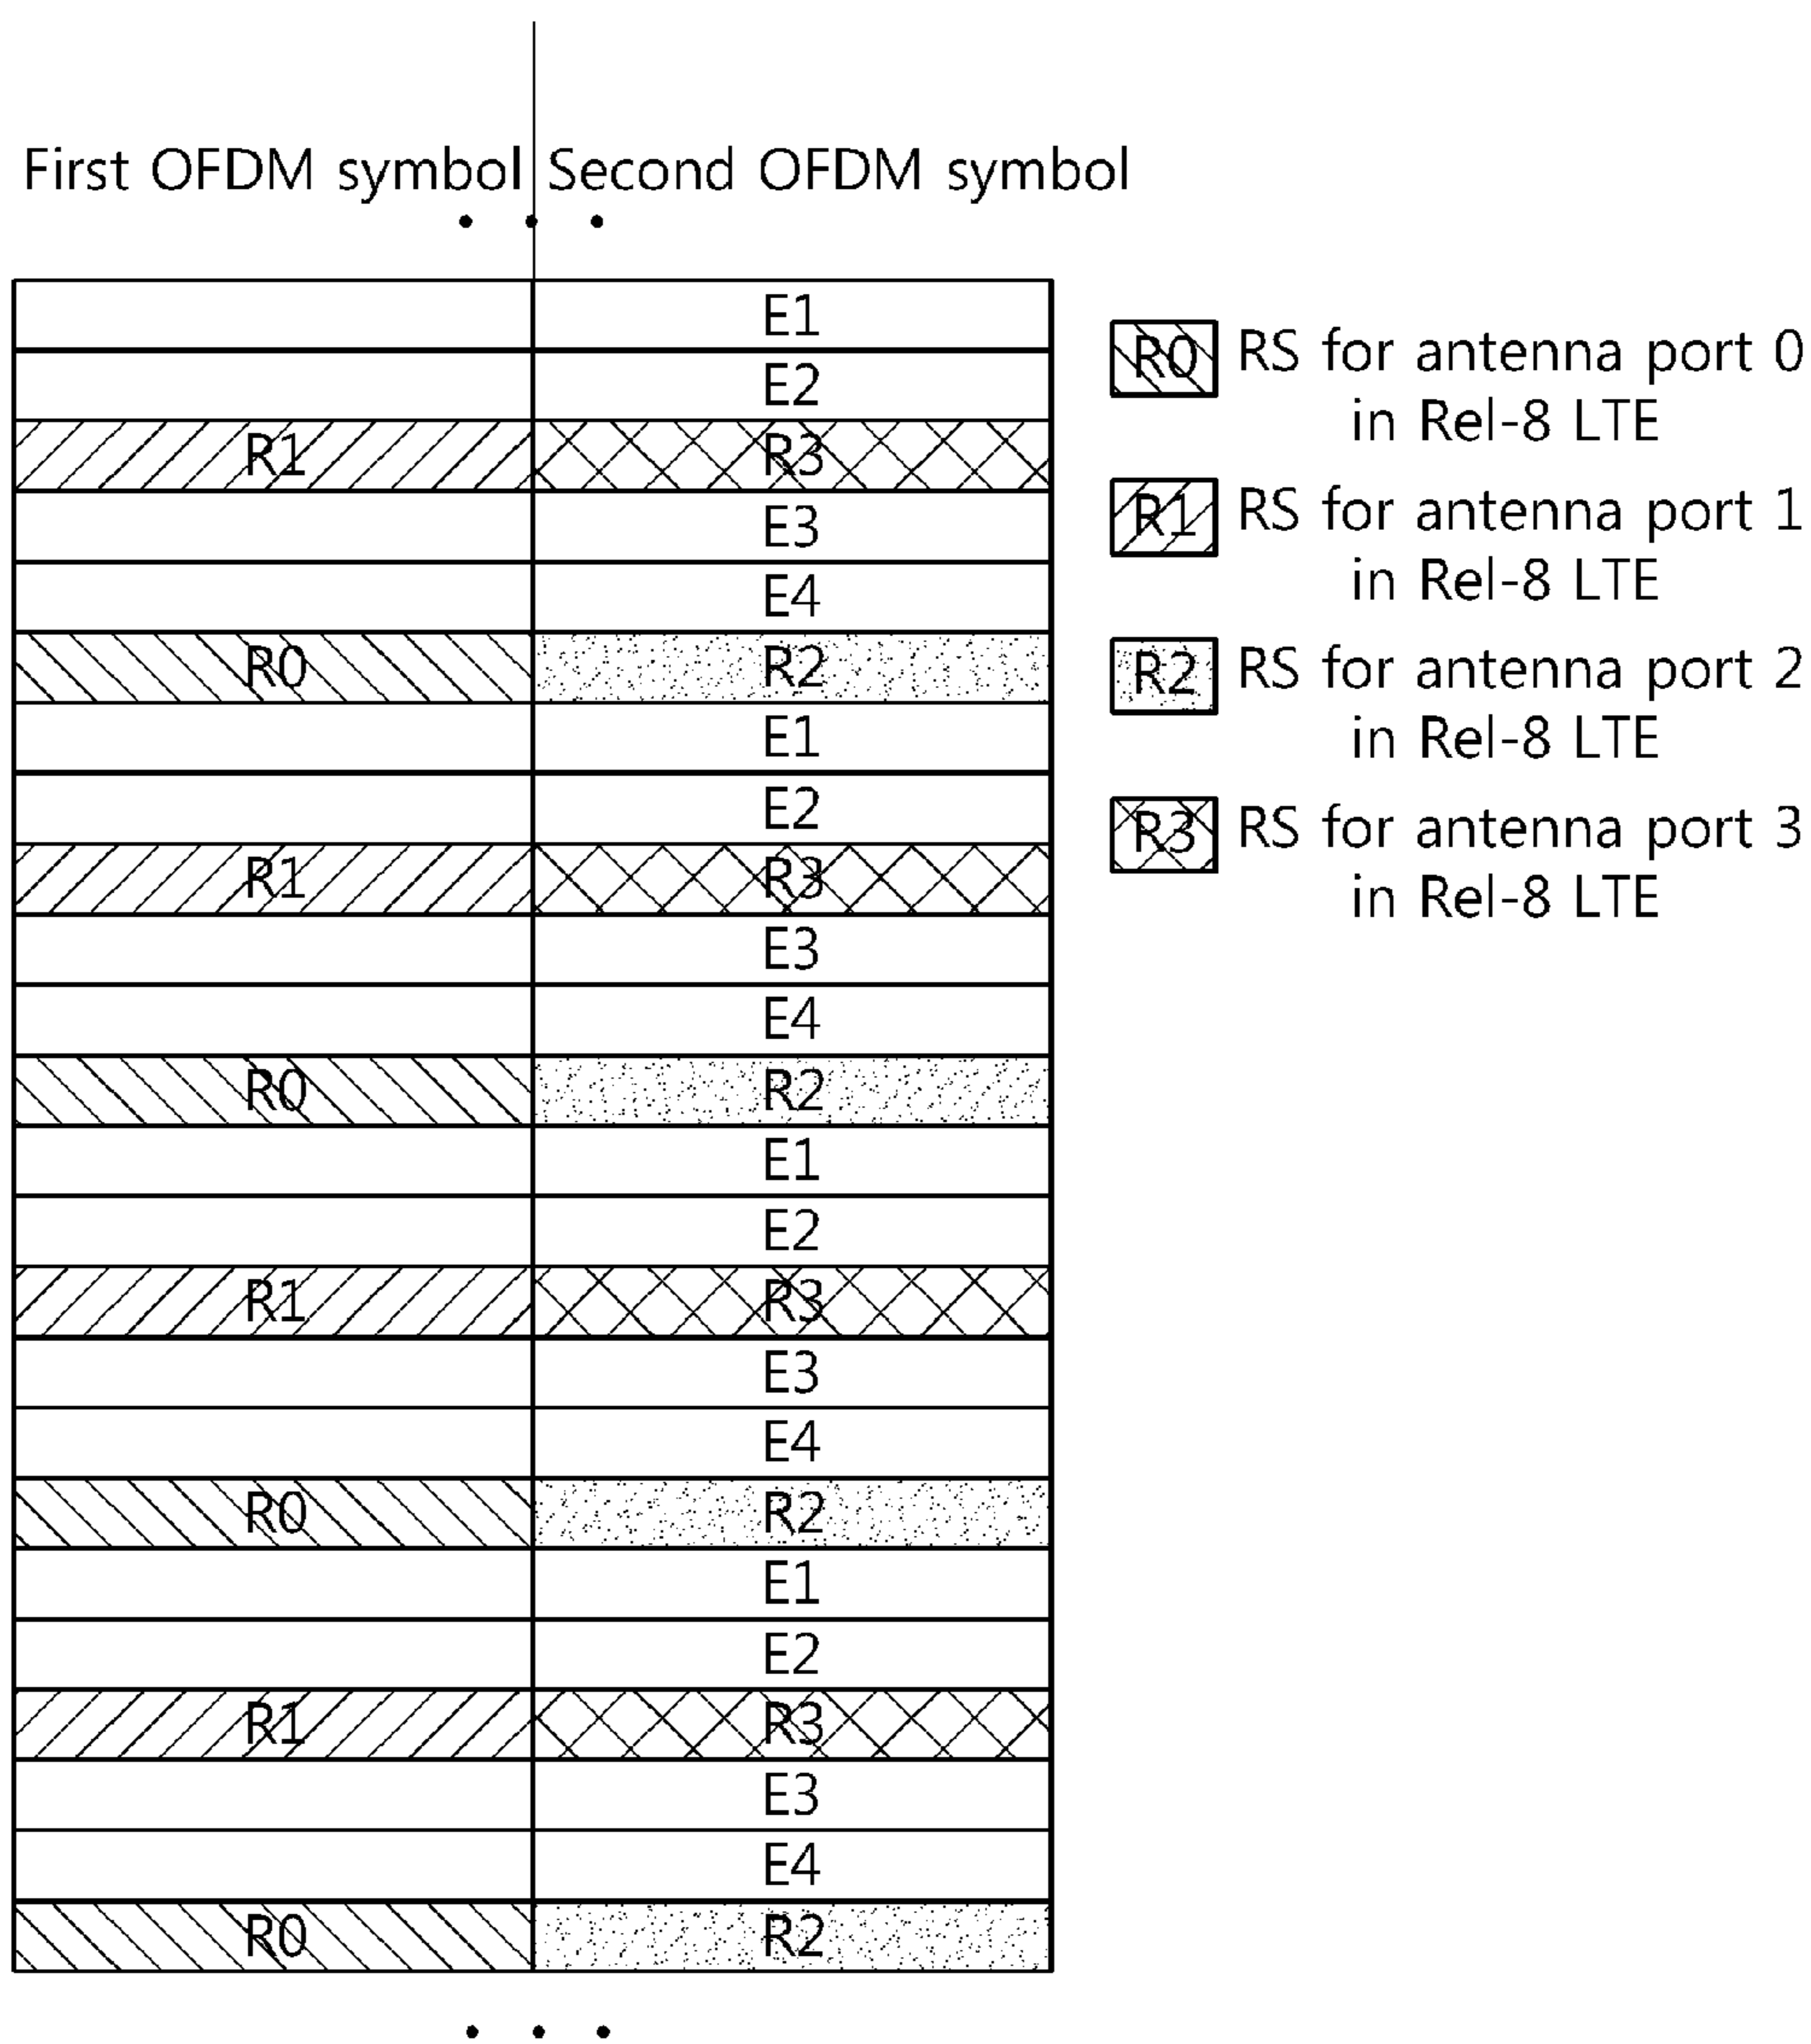 First OFDM symbol Second OFDM symbol
. . .
E1
E2
R1 R3
E3
E4
R0 R2
E1
E2
R1 R3
E3
E4
R0 R2
E1
E2
R1 R3
E3
E4
R0 R2
E1
E2
R1 R3
E3
E4
R0 R2
. . .
R0 RS for antenna port 0
in Rel-8 LTE
R1 RS for antenna port 1
in Rel-8 LTE
R2 RS for antenna port 2
in Rel-8 LTE
R3 RS for antenna port 3
in Rel-8 LTE